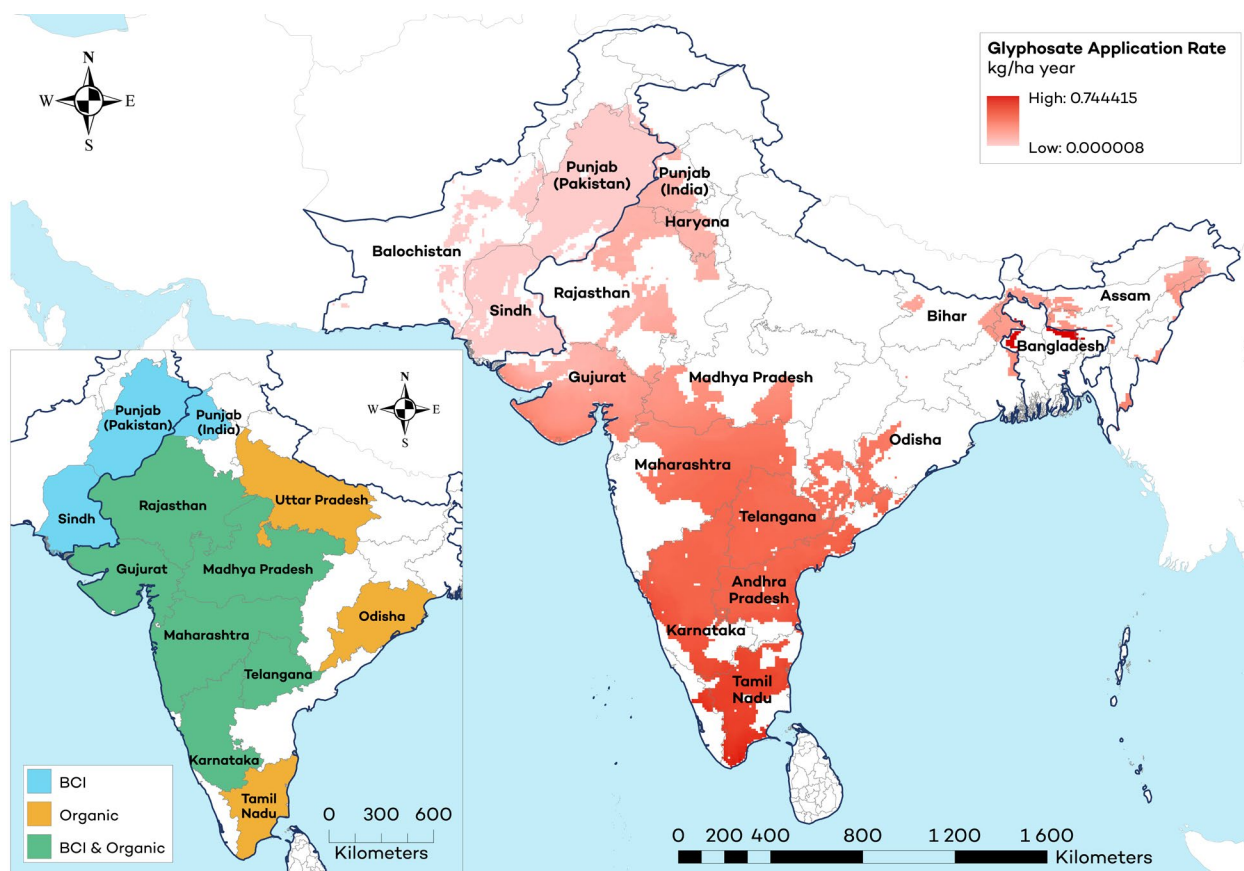 N
W E
S
Glyphosate Application Rate
kg/ha year
High: 0.744415
Low: 0.000008
Punjab
(Pakistan)
Punjab
(India)
Haryana
Balochistan
Rajasthan
Sindh
Assam
Bihar
Bangladesh
Gujurat
Madhya Pradesh
Odisha
Maharashtra
Telangana
Andhra
Pradesh
Karnataka
Tamil
Nadu
0 200 400 800 1 200 1 600
Kilometers
N
W E
S
Punjab
(Pakistan)
Punjab
(India)
Uttar Pradesh
Rajasthan
Sindh
Gujurat
Madhya Pradesh
Odisha
Maharashtra
Telangana
Karnataka
Tamil
Nadu
BCI
Organic
BCI & Organic
0 300 600
Kilometers